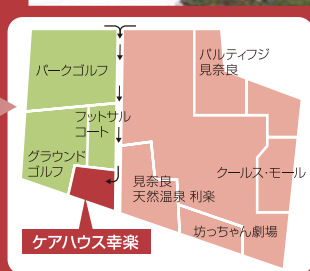 パルティフジ
見奈良
パークゴルフ
フットサル
コート
グラウンド
ゴルフ
クールス・モール
見奈良
天然温泉 利楽
坊っちゃん劇場
ケアハウス幸楽